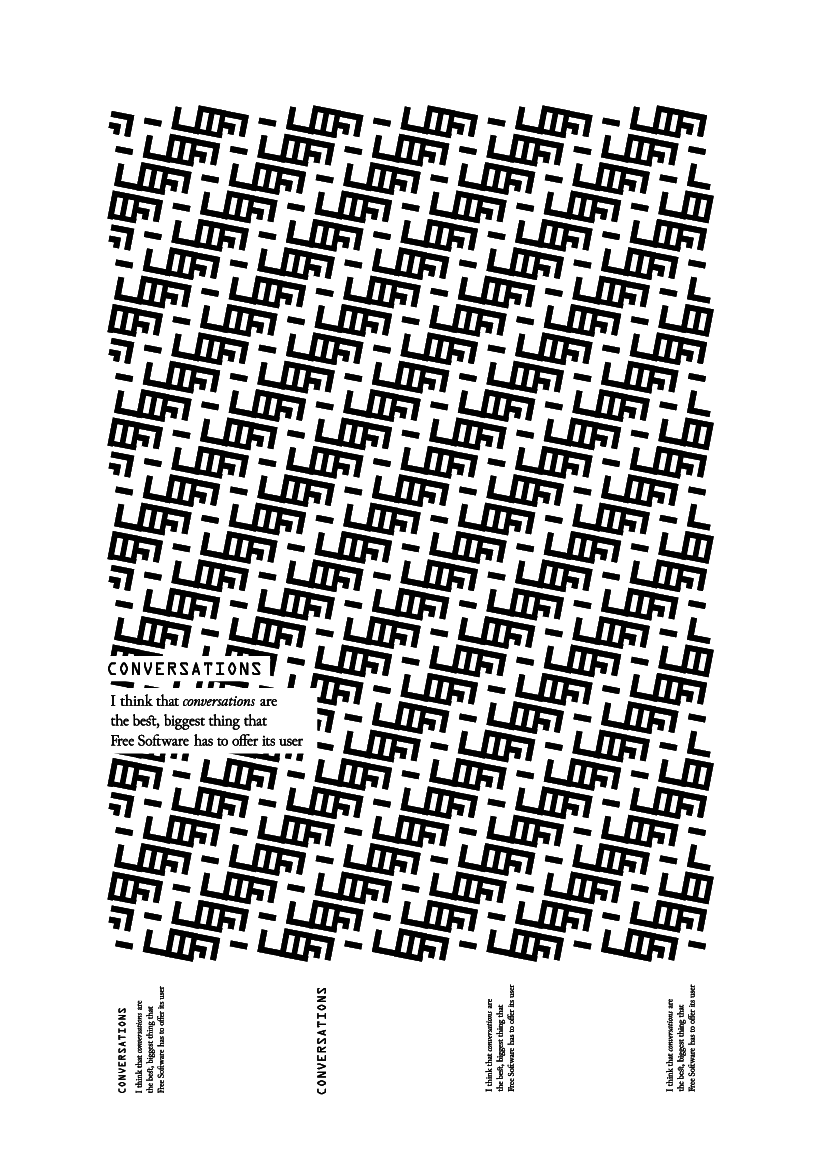 CONVERSATIONS
I think that conversations are
the best, biggest thing that
Free Software has to offer its user
CONVERSATIONS
I think that conversations are
the best, biggest thing that
Free Software has to offer its user
CONVERSATIONS
I think that conversations are
the best, biggest thing that
Free Software has to offer its user
I think that conversations are
the best, biggest thing that
Free Software has to offer its user